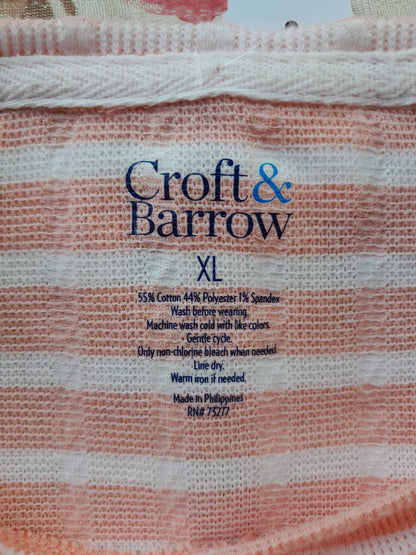 Croft&
Barrow
XL
55% Cotton 44% Polyester 1% Spandex
Wash before wearing.
Machine wash cold with like colors.
Gentle cycle.
Only non-chlorine bleach when needed.
Line dry.
Warm iron if needed.
Made in Philippines
RN# 73277